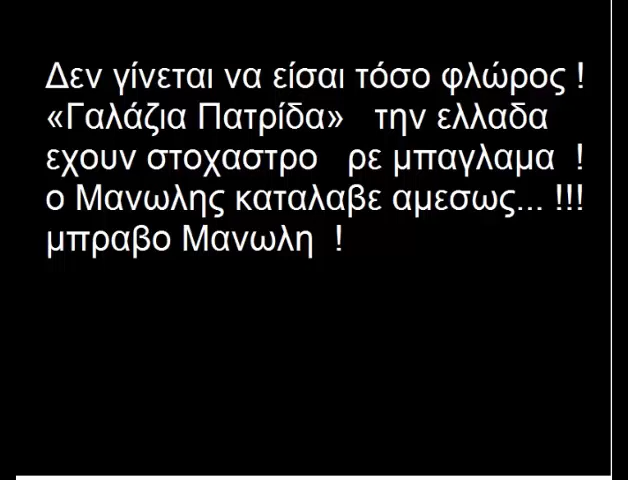 Δεν γίνεται να είσαι τόσο φλώρος !
«Γαλάζια Πατρίδα» την ελλαδα
εχουν στοχαστρο ρε μπαγλαμα !
ο Μανωλης καταλαβε αμεσως... !!!
μπραβο Μανωλη !